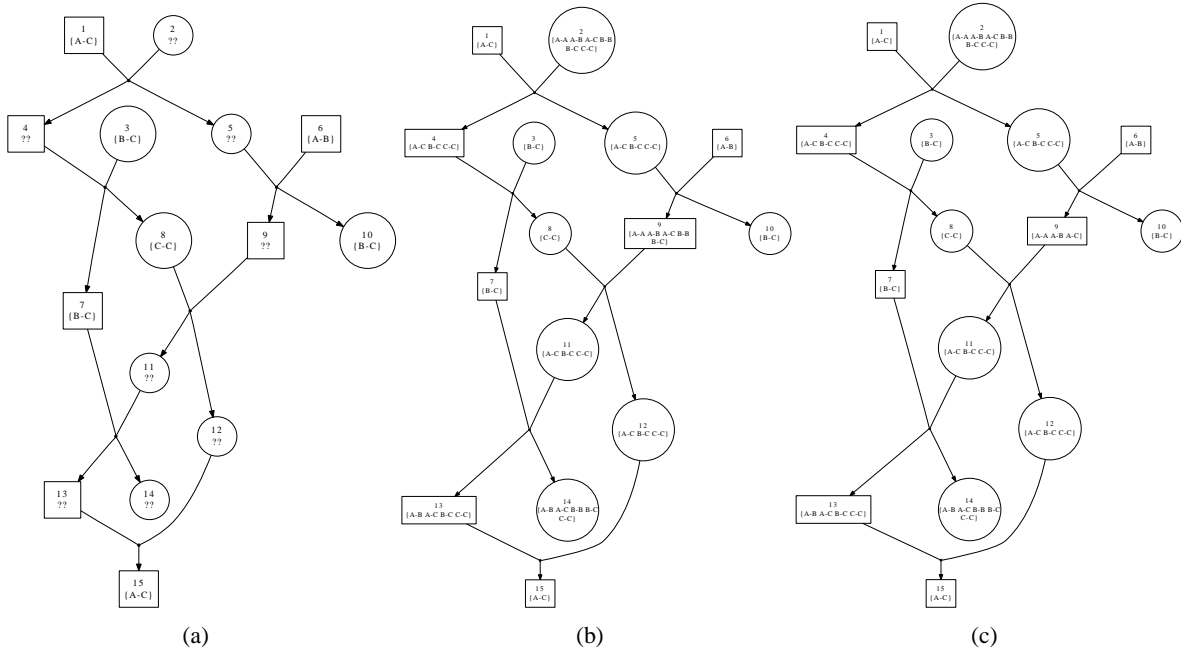 1
{A-C}
2
??
4
??
3
{B-C}
5
??
6
{A-B}
8
{C-C}
9
??
10
{B-C}
7
{B-C}
11
??
12
??
13
??
14
??
15
{A-C}
(a)
1
{A-C}
2
{A-A A-B A-C B-B
B-C C-C}
4
{A-C B-C C-C}
3
{B-C}
5
{A-C B-C C-C}
6
{A-B}
8
{C-C}
9
{A-A A-B A-C B-B
B-C}
10
{B-C}
7
{B-C}
11
{A-C B-C C-C}
12
{A-C B-C C-C}
13
{A-B A-C B-C C-C}
14
{A-B A-C B-B B-C
C-C}
15
{A-C}
(b)
1
{A-C}
2
{A-A A-B A-C B-B
B-C C-C}
4
{A-C B-C C-C}
3
{B-C}
5
{A-C B-C C-C}
6
{A-B}
8
{C-C}
9
{A-A A-B A-C}
10
{B-C}
7
{B-C}
11
{A-C B-C C-C}
12
{A-C B-C C-C}
13
{A-B A-C B-C C-C}
14
{A-B A-C B-B B-C
C-C}
15
{A-C}
(c)